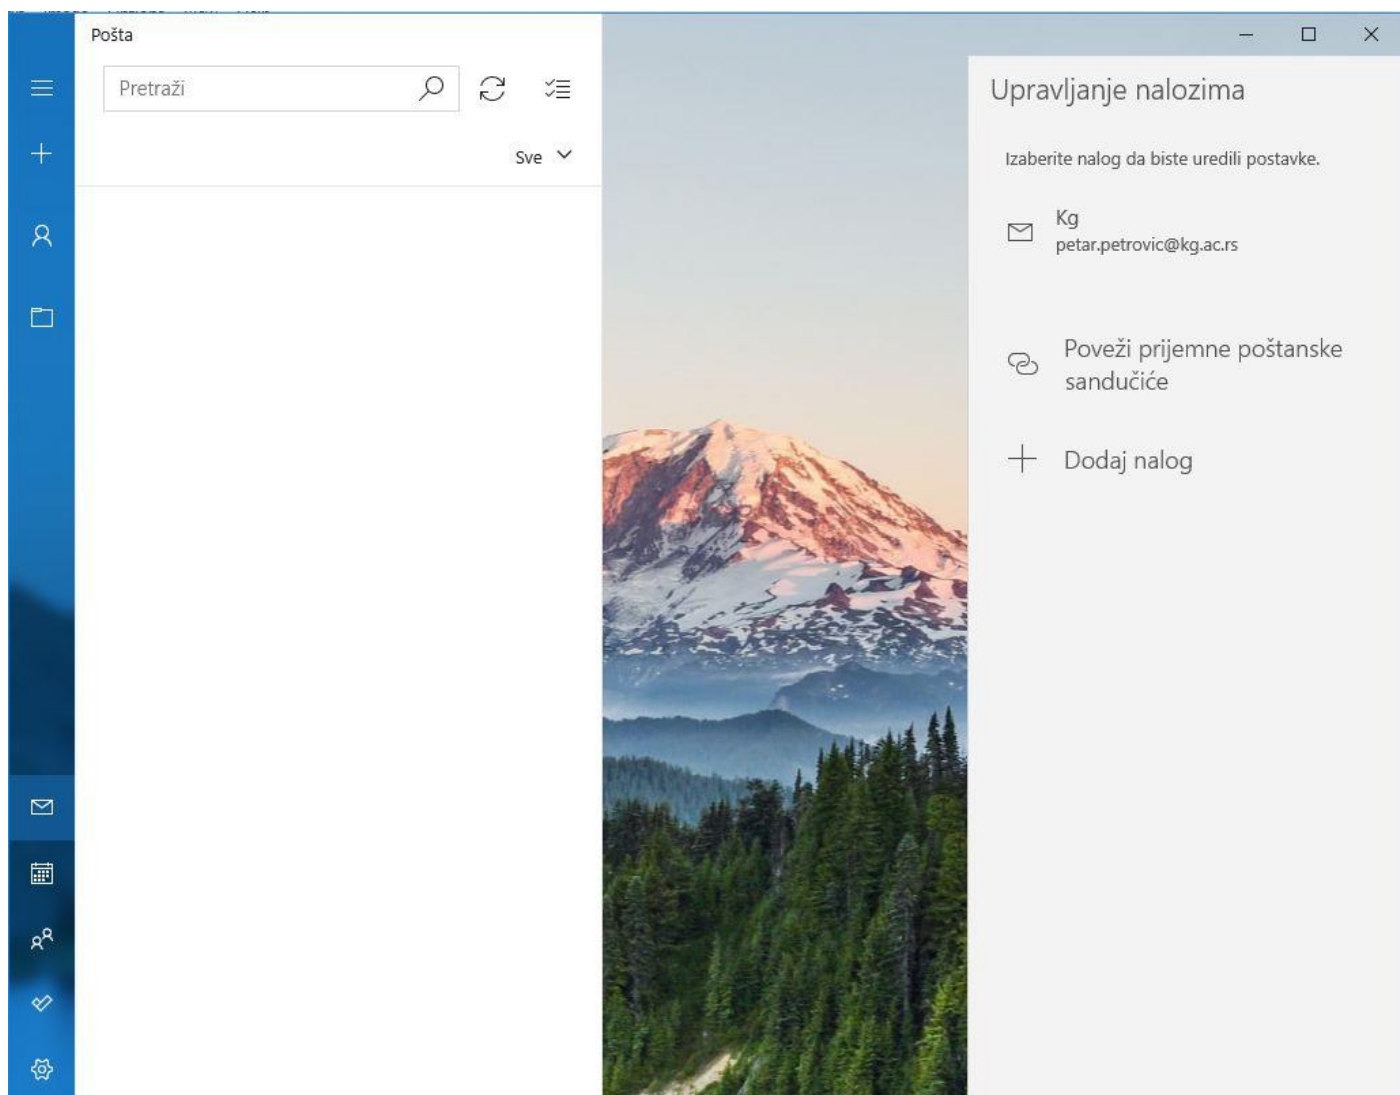 Pošta
Pretraži
Sve
Upravljanje nalozima
Izaberite nalog da biste uredili postavke.
Kg
petar.petrovic@kg.ac.rs
Poveži prijemne poštanske
sandučiće
Dodaj nalog